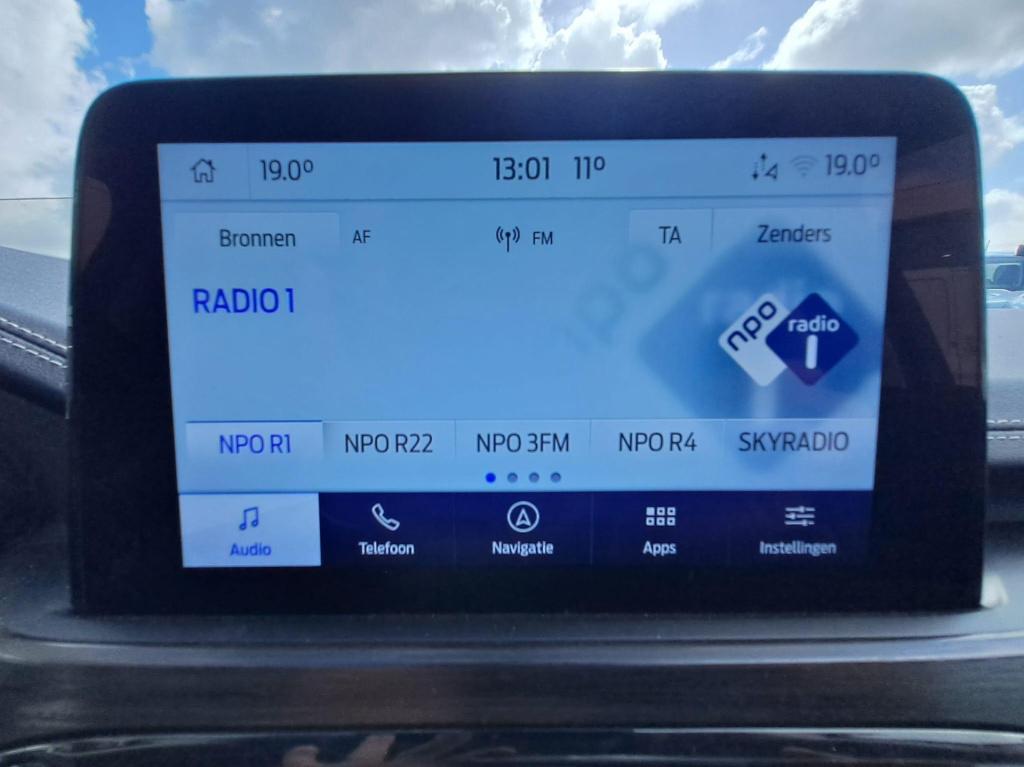 19.0° 13:01 11° 19.0°
Bronnen AF FM TA Zenders
npo
RADIO 1
npo radio 1
NPO R1 NPO R22 NPO 3FM NPO R4 SKYRADIO
Audio Telefoon Navigatie Apps Instellingen